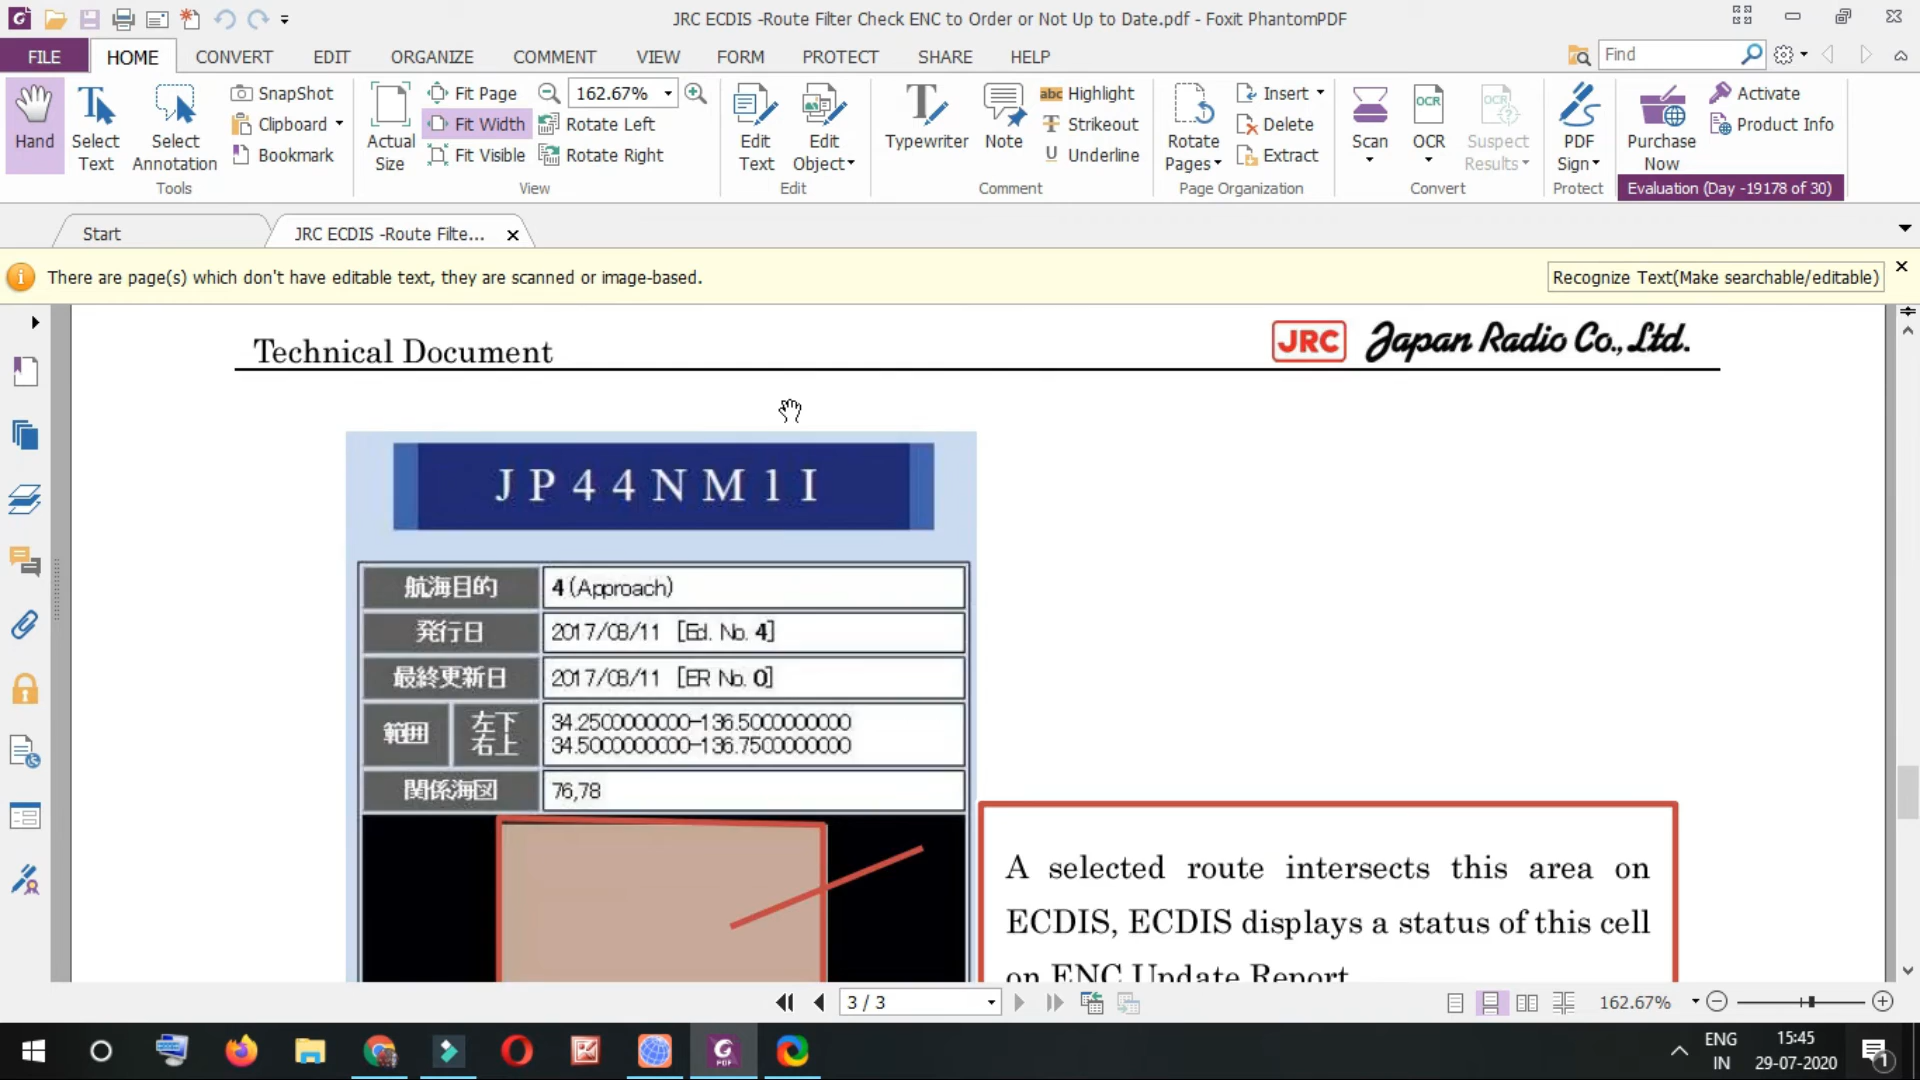 JRC ECDIS -Route Filter Check ENC to Order or Not Up to Date.pdf - Foxit PhantomPDF
FILE HOME CONVERT EDIT ORGANIZE COMMENT VIEW FORM PROTECT SHARE HELP Find
Hand
Select Text
Select Annotation
SnapShot
Clipboard
Bookmark
Tools
Actual Size
Fit Page
Fit Width
Fit Visible
162.67%
Rotate Left
Rotate Right
View
Edit Text
Edit Object
Edit
Typewriter
Note
abc Highlight
Strikeout
Underline
Comment
Rotate Pages
Insert
Delete
Extract
Page Organization
Scan
OCR
OCR
OCR
Suspect Results
Convert
PDF Sign
Protect
Purchase Now
Activate
Product Info
Evaluation (Day -19178 of 30)
Start
JRC ECDIS -Route Filte...
There are page(s) which don't have editable text, they are scanned or image-based.
Recognize Text(Make searchable/editable)
Technical Document
JRC Japan Radio Co., Ltd.
JP44NM1I
航海目的 4 (Approach)
発行日 2017/08/11 [Ed. No. 4]
最終更新日 2017/08/11 [ER No. 0]
範囲 左下 34.2500000000-136.5000000000
右上 34.5000000000-136.7500000000
関係海図 76,78
A selected route intersects this area on
ECDIS, ECDIS displays a status of this cell
on ENC Update Report
3 / 3
162.67%
PDF
ENG
IN
15:45
29-07-2020
1